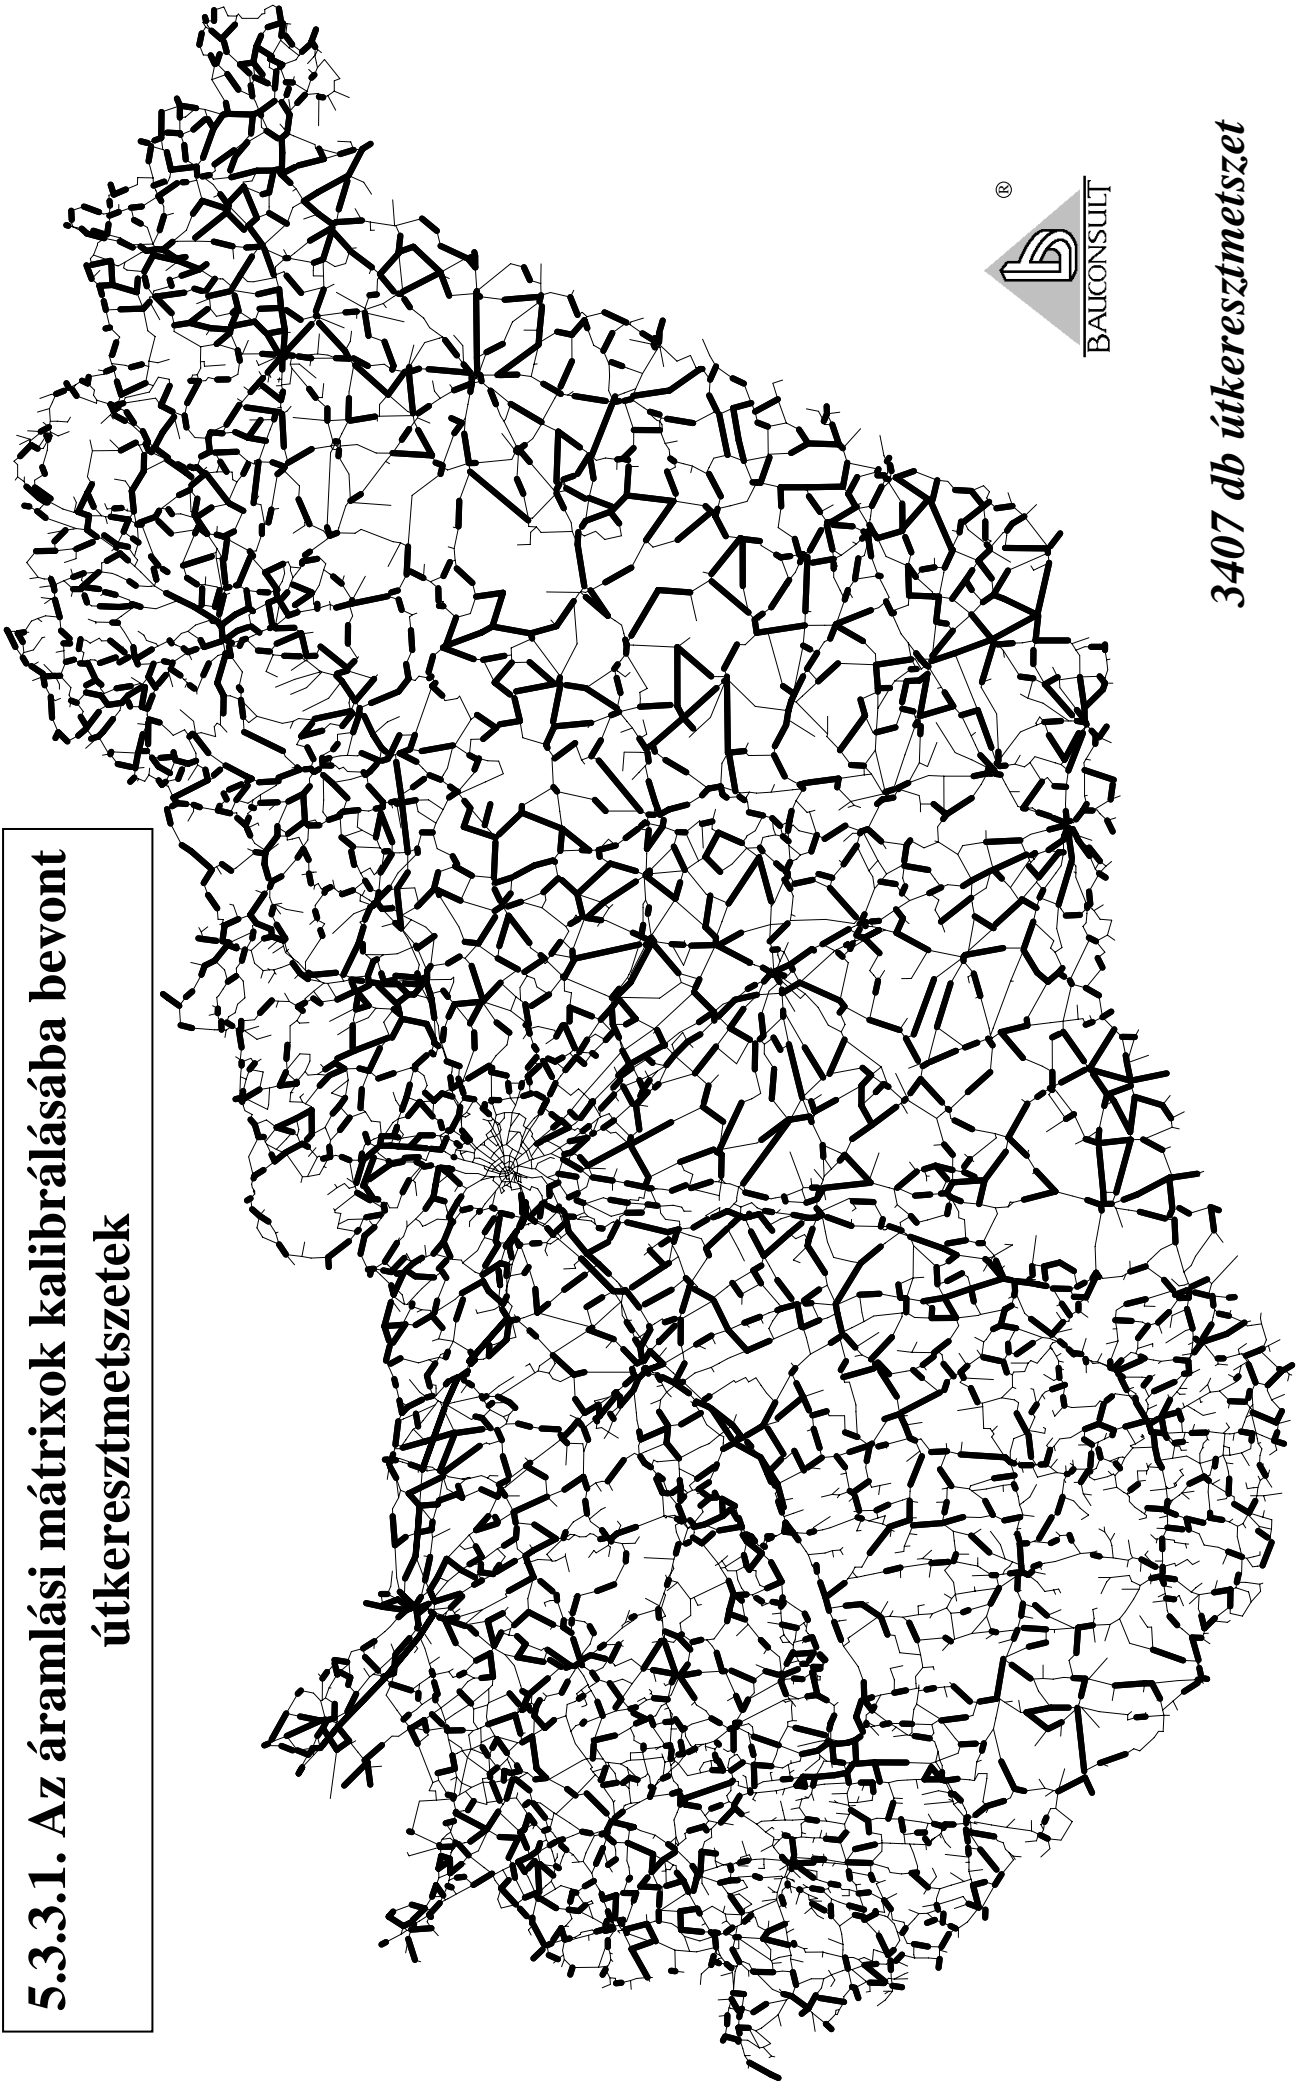 5.3.3.1. Az áramlási mátrixok kalibrálásába bevont
útkeresztmetszetek
®
BAUCONSULT
3407 db útkeresztmetszet